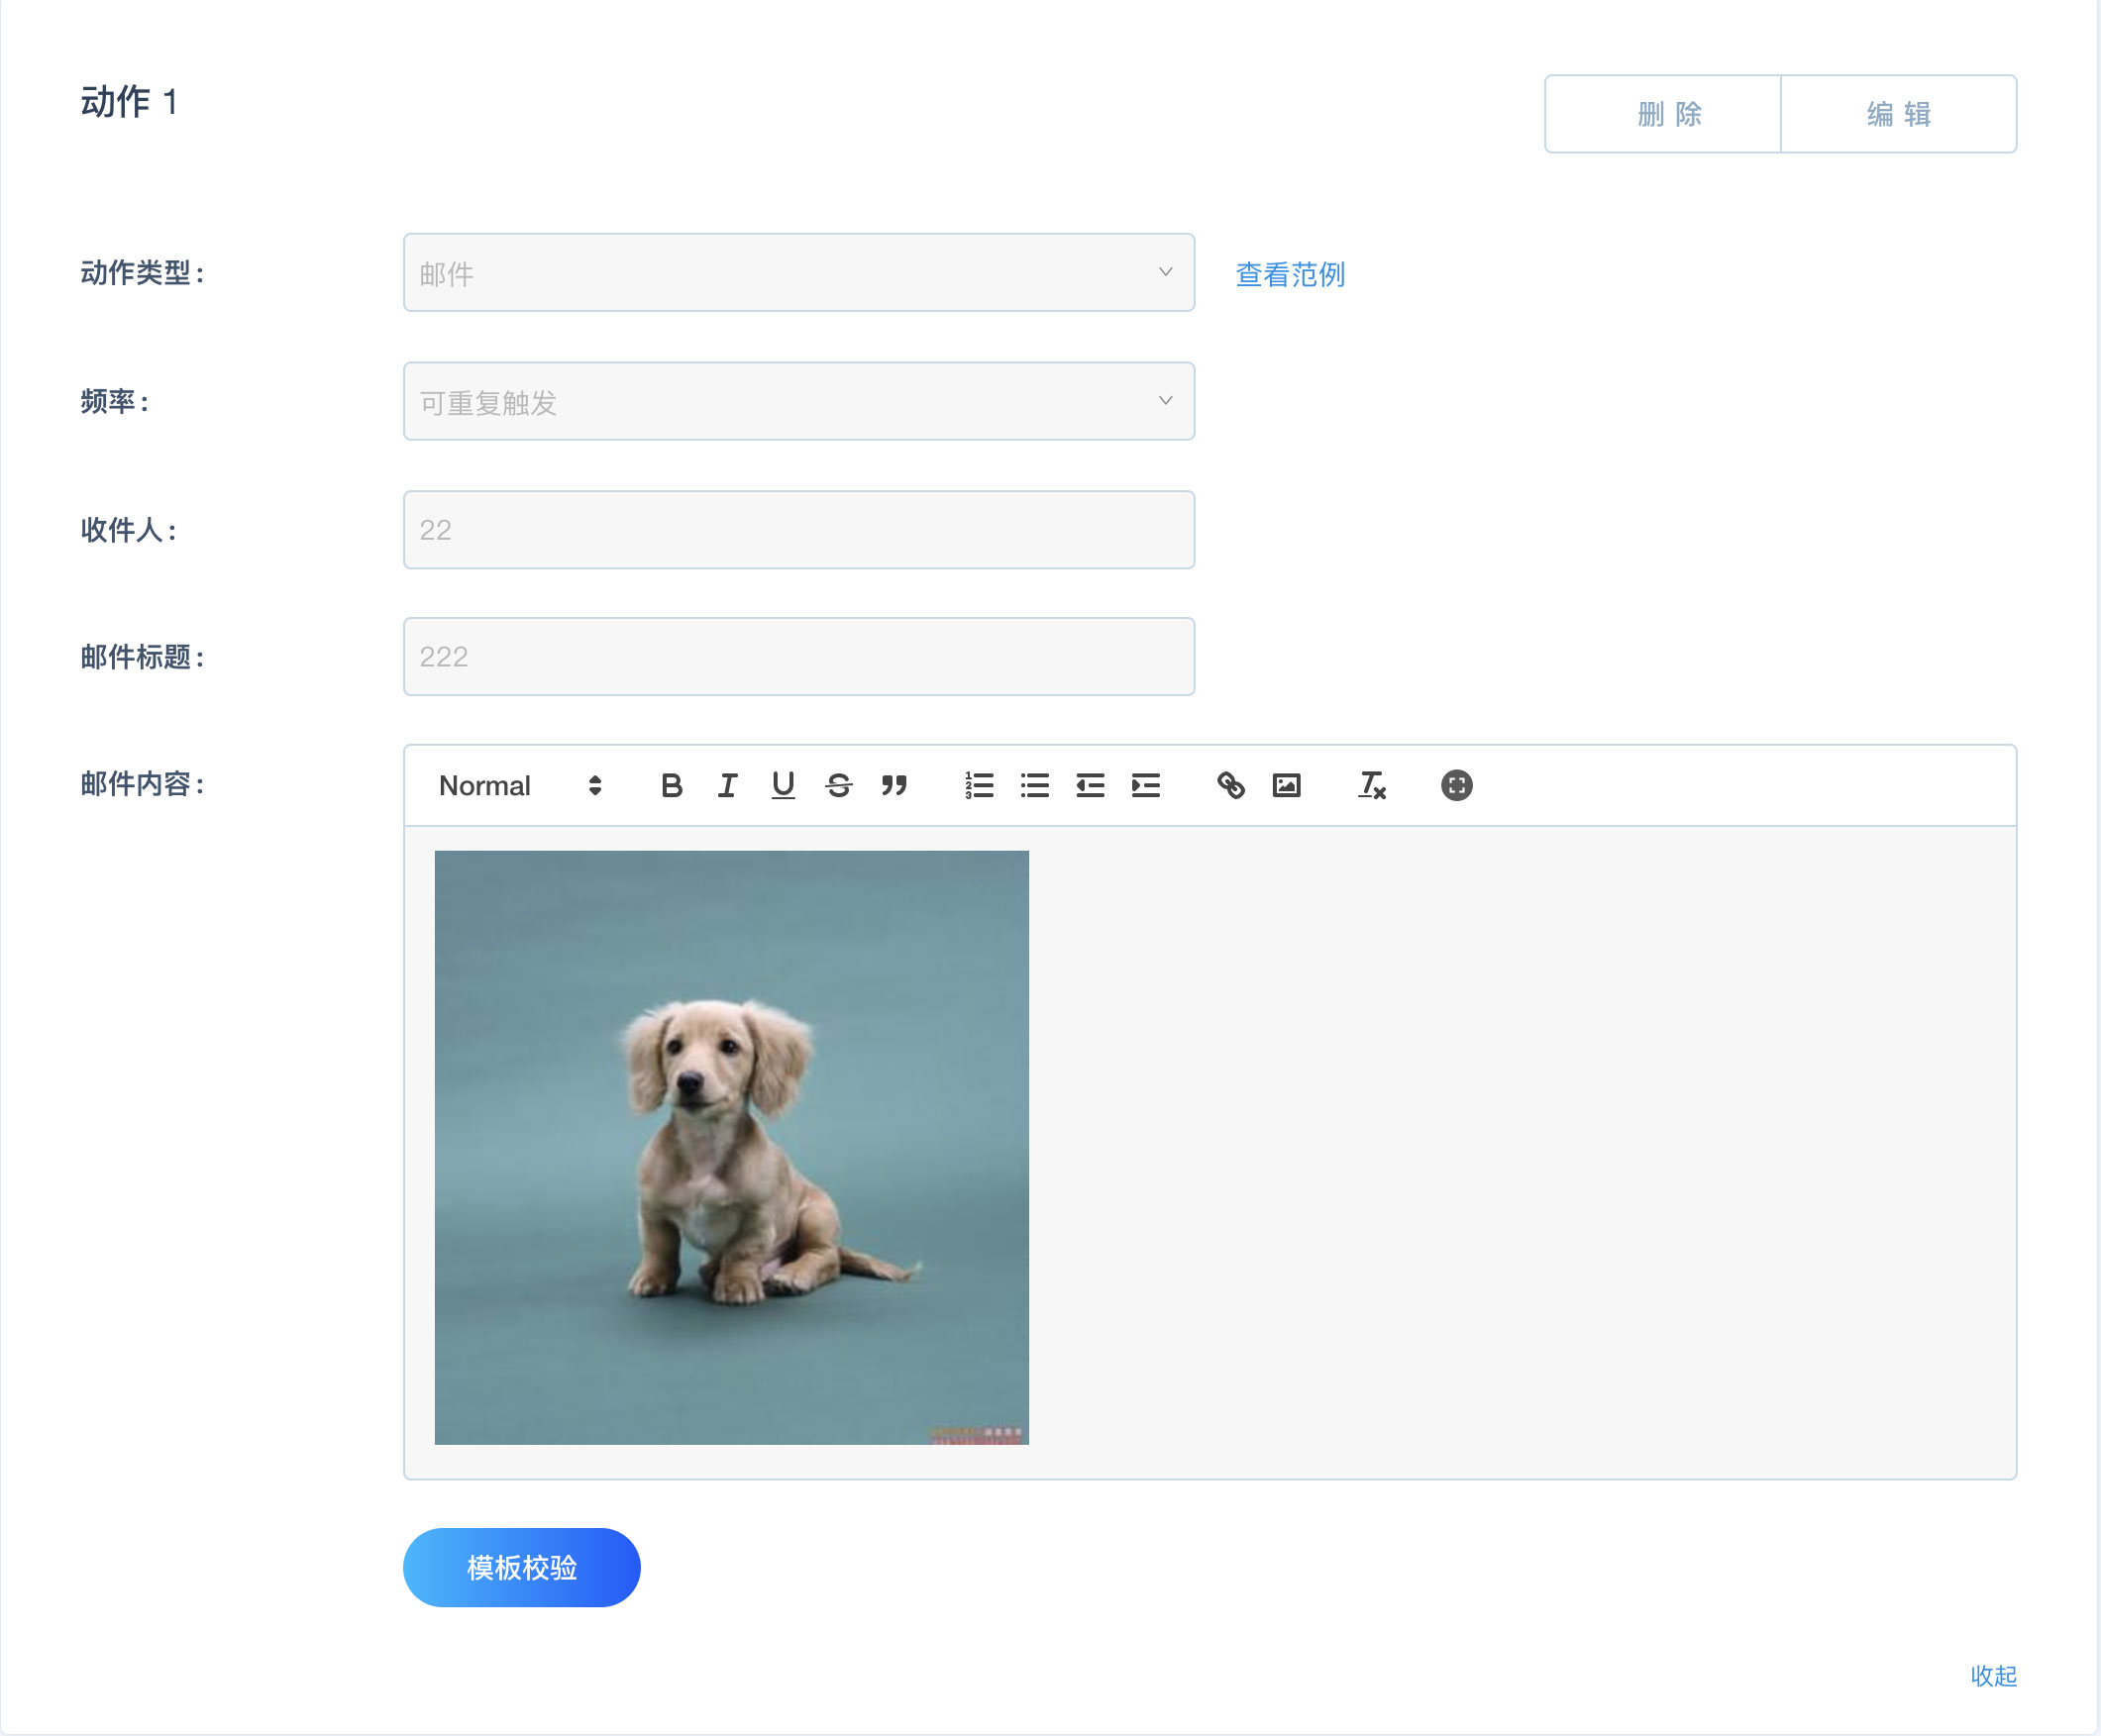 动作 1
删 除
编 辑
动作类型：
邮件
查看范例
频率：
可重复触发
收件人：
22
邮件标题：
222
邮件内容：
Normal
模板校验
收起